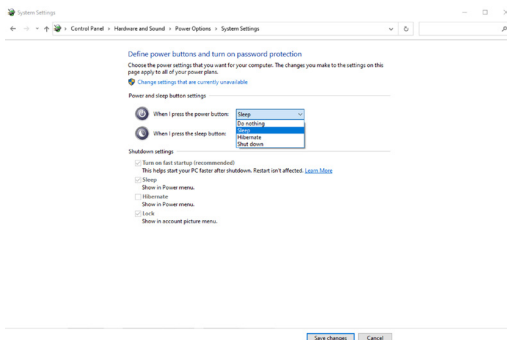 System Settings
Control Panel > Hardware and Sound > Power Options > System Settings
Define power buttons and turn on password protection
Choose the power settings that you want for your computer. The changes you make to the settings on this
page apply to all of your power plans.
Change settings that are currently unavailable
Power and sleep button settings
When I press the power button: Sleep
Do nothing
Sleep
Hibernate
Shut down
When I press the sleep button:
Shutdown settings
Turn on fast startup (recommended)
This helps start your PC faster after shutdown. Restart isn't affected. Learn More
Sleep
Show in Power menu.
Hibernate
Show in Power menu.
Lock
Show in account picture menu.
Save changes Cancel